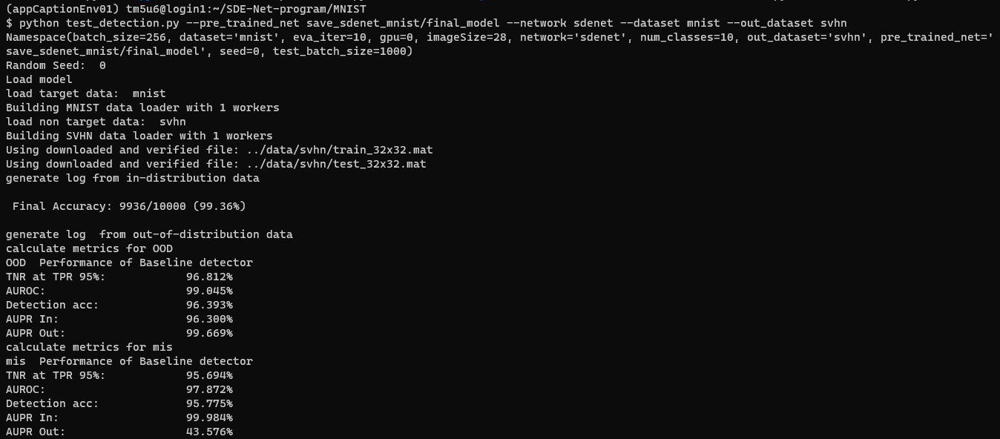 (appCaptionEnv01) tm5u6@login1:~/SDE-Net-program/MNIST
$ python test_detection.py --pre_trained_net save_sdenet_mnist/final_model --network sdenet --dataset mnist --out_dataset svhn
Namespace(batch_size=256, dataset='mnist', eva_iter=10, gpu=0, imageSize=28, network='sdenet', num_classes=10, out_dataset='svhn', pre_trained_net='
save_sdenet_mnist/final_model', seed=0, test_batch_size=1000)
Random Seed:  0
Load model
load target data:  mnist
Building MNIST data loader with 1 workers
load non target data:  svhn
Building SVHN data loader with 1 workers
Using downloaded and verified file: ../data/svhn/train_32x32.mat
Using downloaded and verified file: ../data/svhn/test_32x32.mat
generate log from in-distribution data
Final Accuracy: 9936/10000 (99.36%)
generate log  from out-of-distribution data
calculate metrics for OOD
OOD  Performance of Baseline detector
TNR at TPR 95%:            96.812%
AUROC:                     99.045%
Detection acc:             96.393%
AUPR In:                   96.300%
AUPR Out:                  99.669%
calculate metrics for mis
mis  Performance of Baseline detector
TNR at TPR 95%:            95.694%
AUROC:                     97.872%
Detection acc:             95.775%
AUPR In:                   99.984%
AUPR Out:                  43.576%